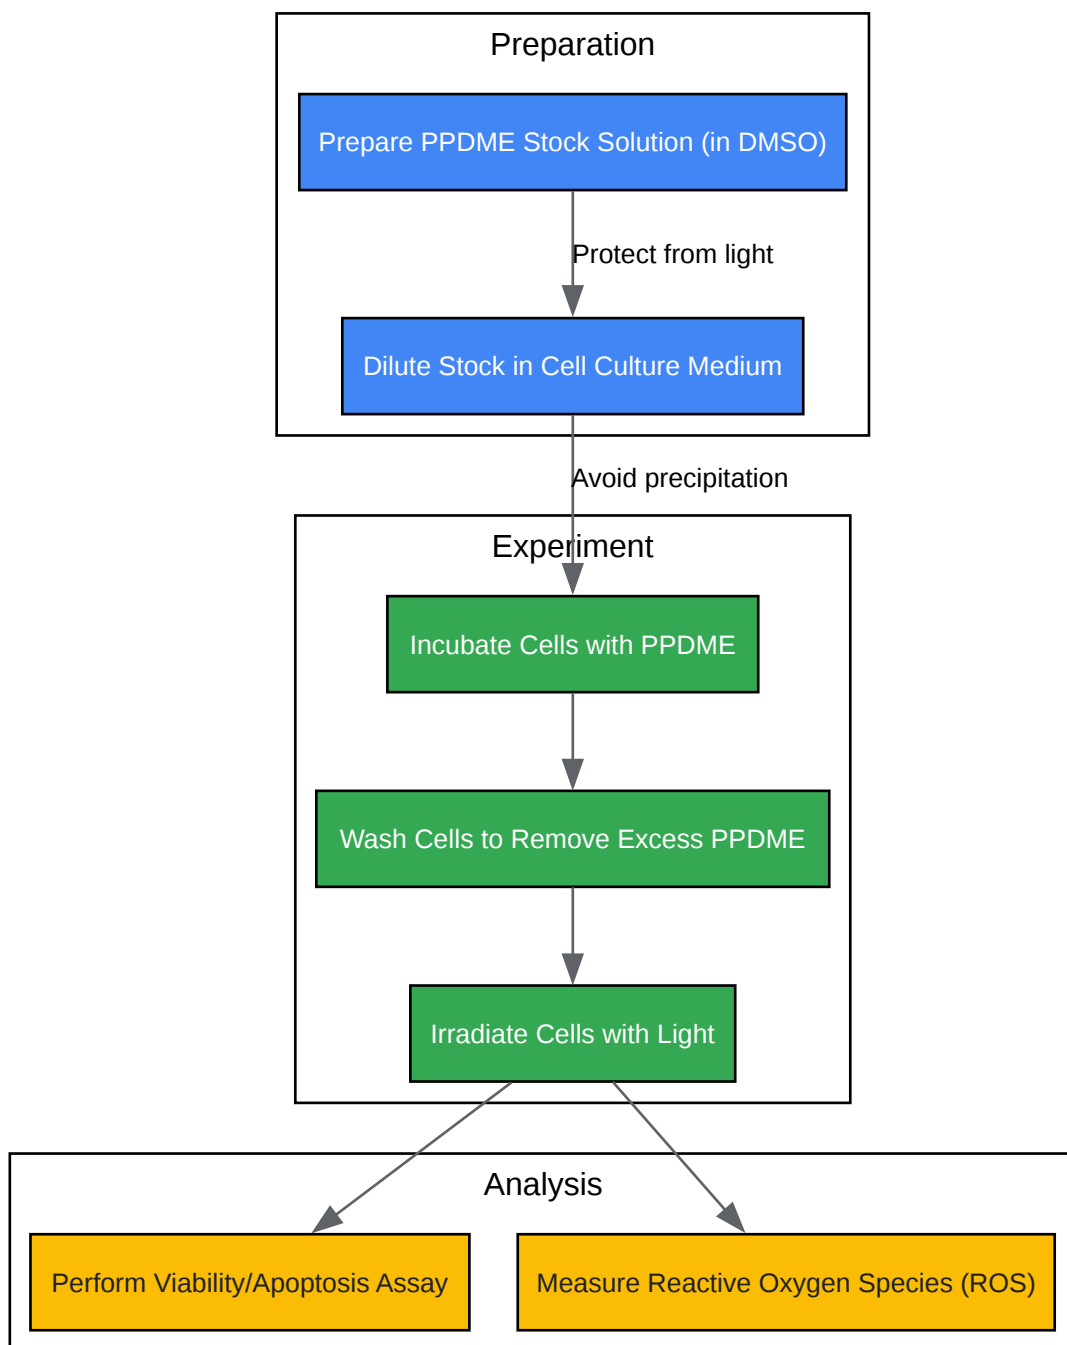 Preparation
Prepare PPDME Stock Solution (in DMSO)
Protect from light
Dilute Stock in Cell Culture Medium
Avoid precipitation
Experiment
Incubate Cells with PPDME
Wash Cells to Remove Excess PPDME
Irradiate Cells with Light
Analysis
Perform Viability/Apoptosis Assay
Measure Reactive Oxygen Species (ROS)